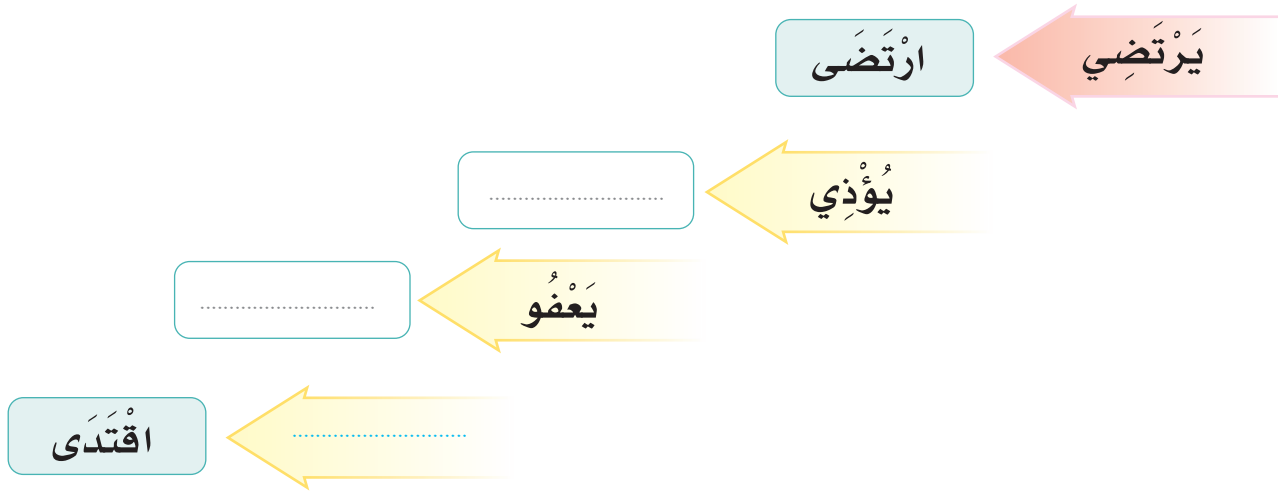 يَرْتَضِي ارْتَضَى
يُؤْذِي ..............................
يَعْفُو ..............................
.............................. اقْتَدَى